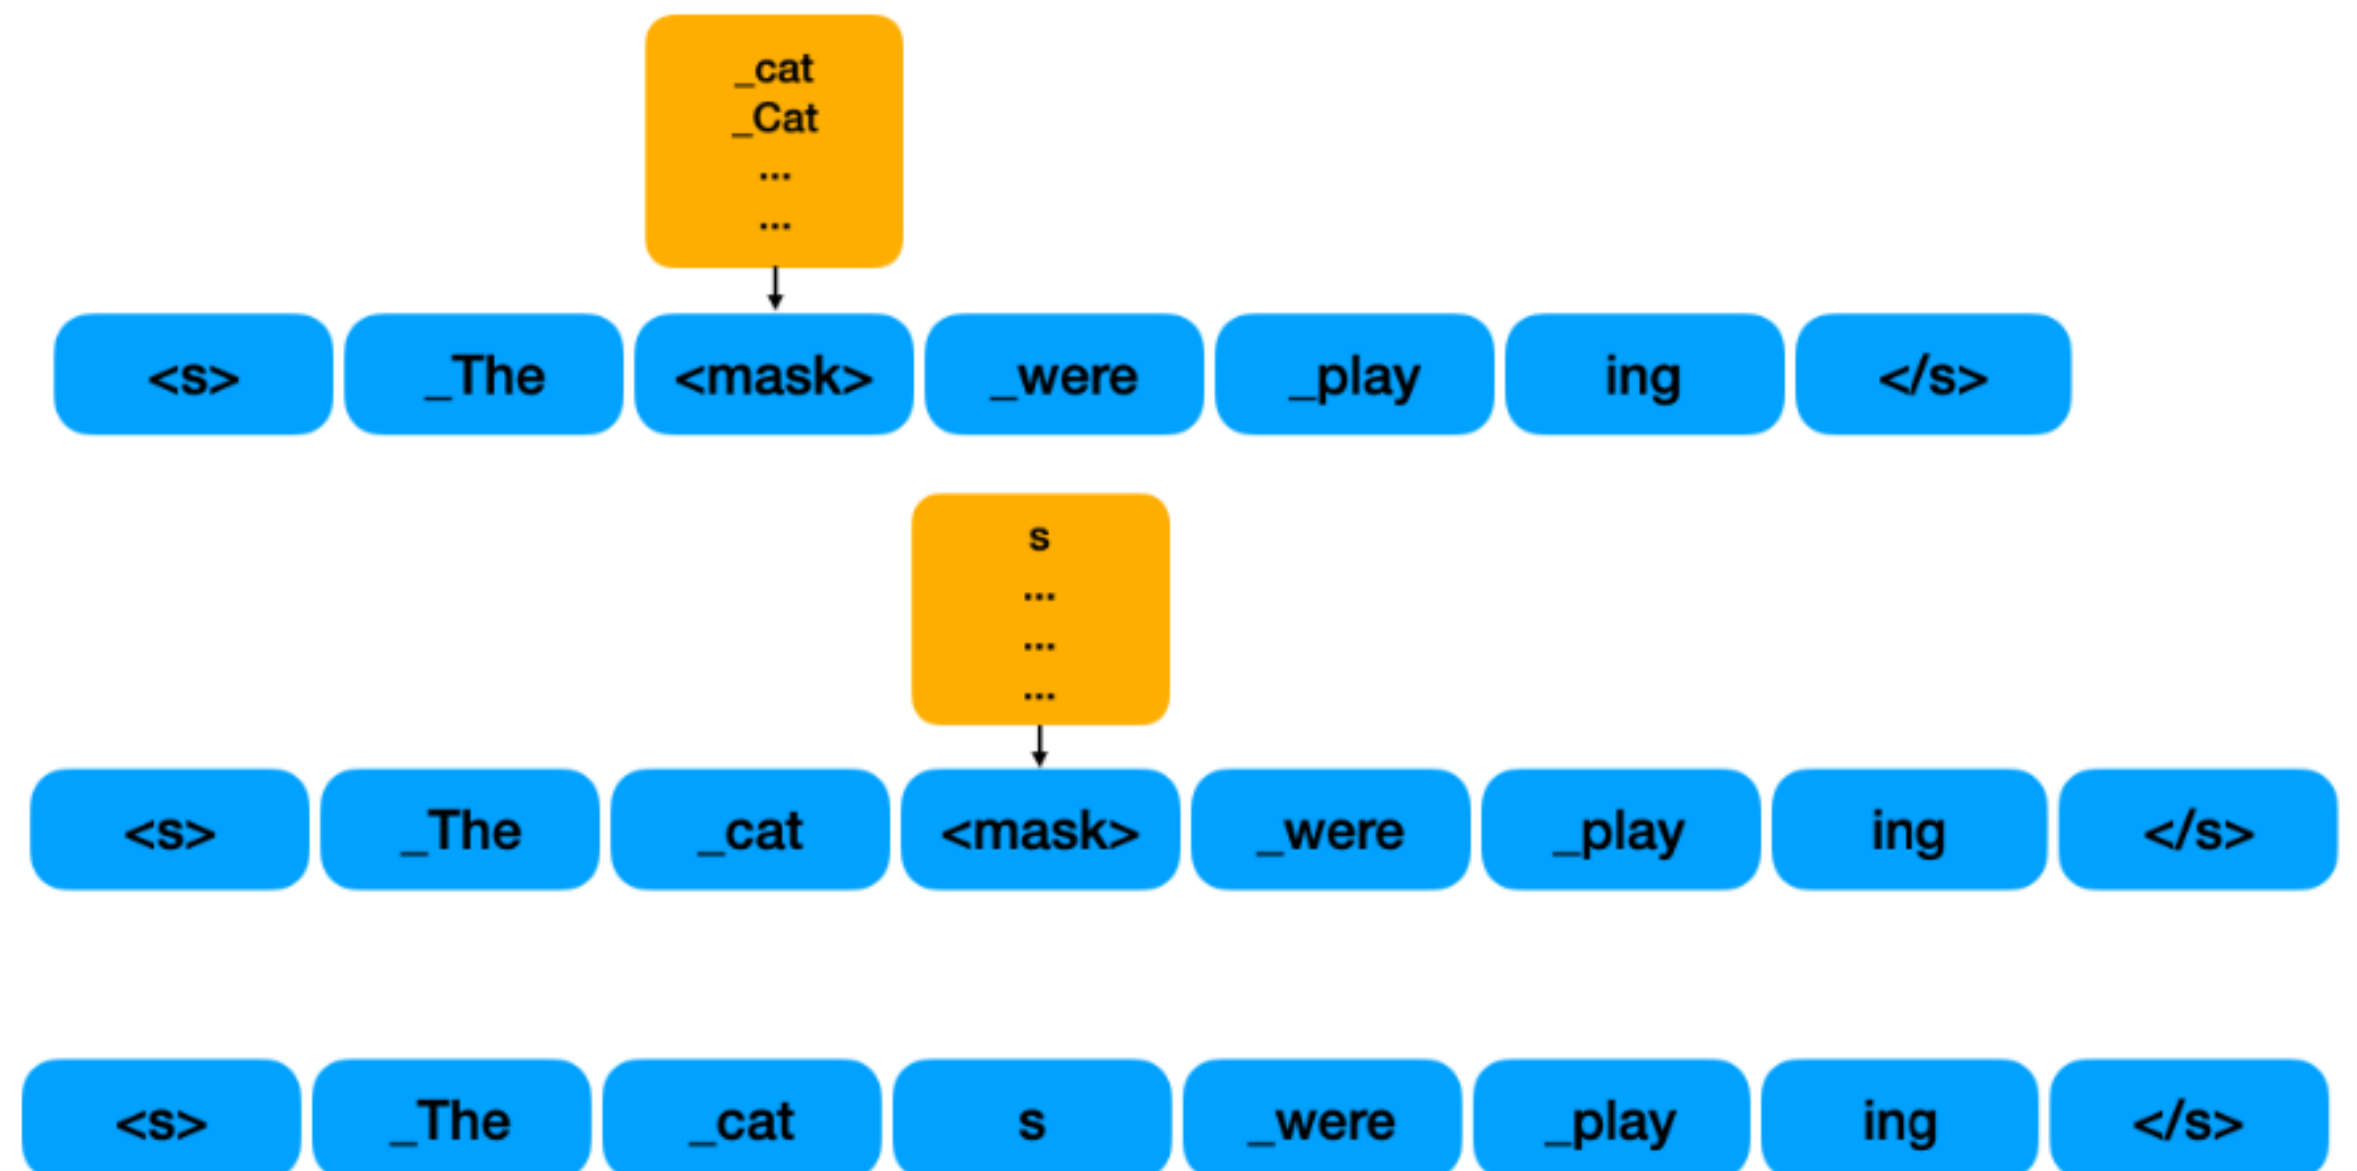 _cat
_Cat
...
...
<s> _The <mask> _were _play ing </s>
s
...
...
...
<s> _The _cat <mask> _were _play ing </s>
<s> _The _cat s _were _play ing </s>